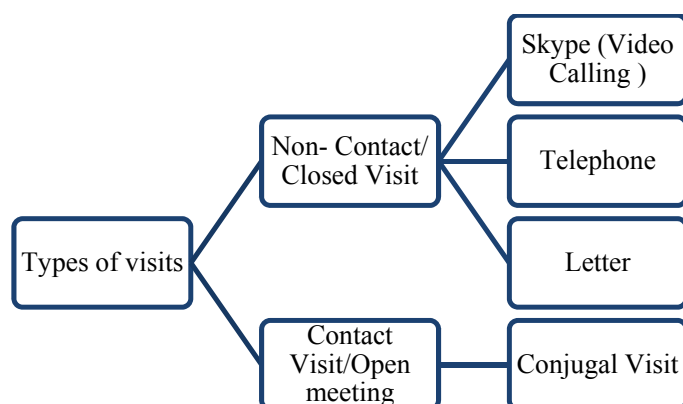 Types of visits
Non- Contact/
Closed Visit
Skype (Video
Calling )
Telephone
Letter
Contact
Visit/Open
meeting
Conjugal Visit